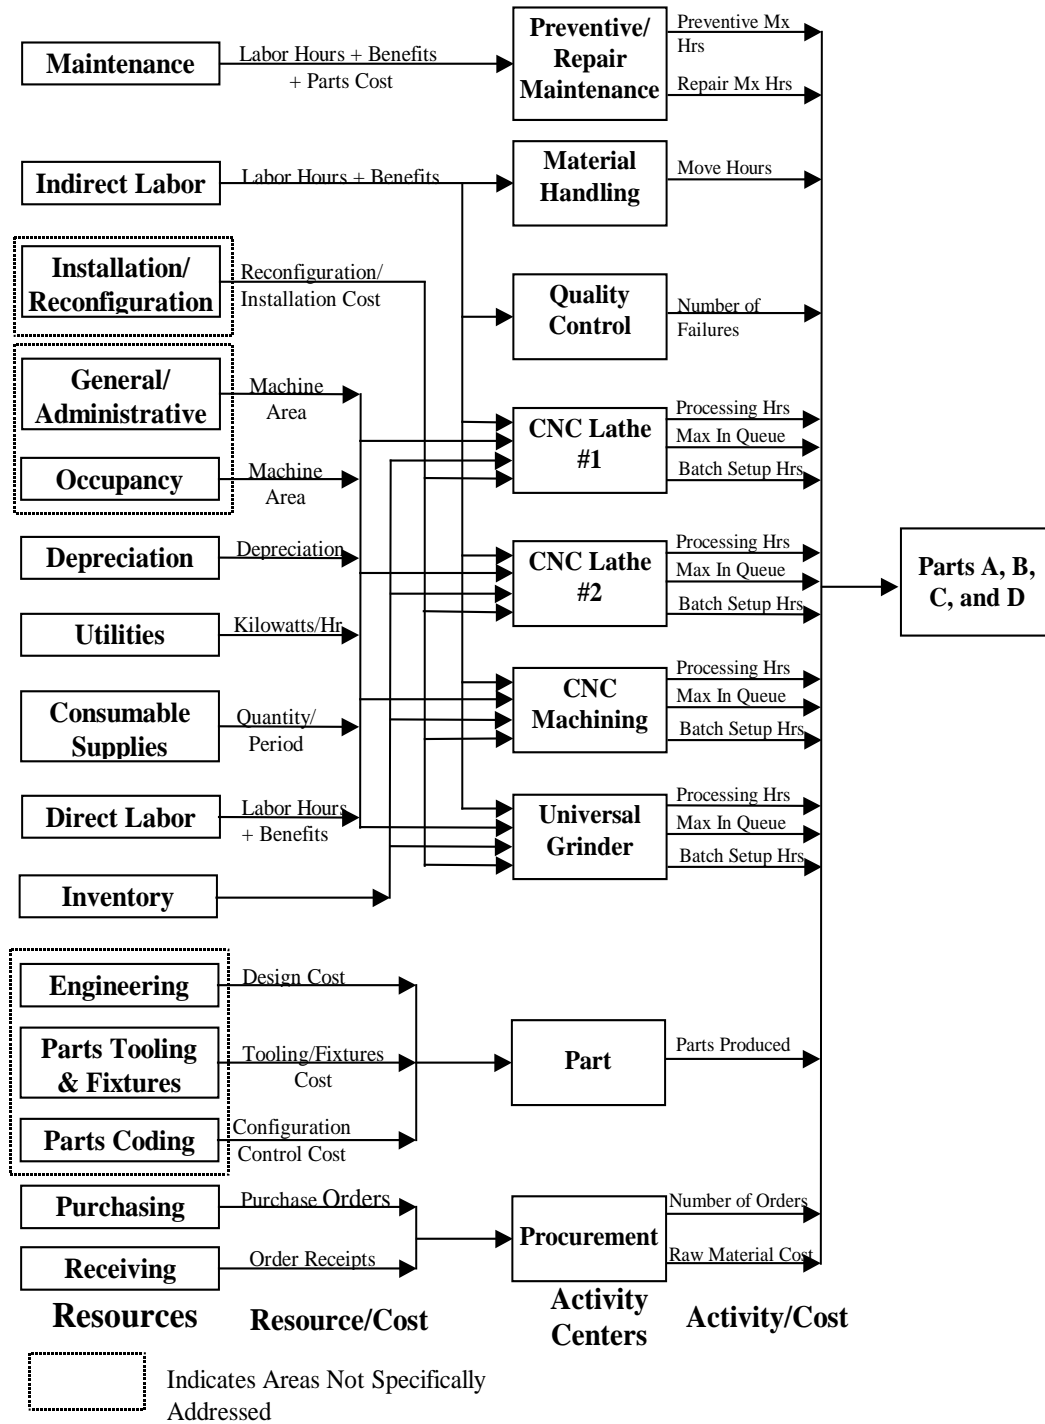 Maintenance
Labor Hours + Benefits
+ Parts Cost
Preventive/
Repair
Maintenance
Preventive Mx
Hrs
Repair Mx Hrs
Indirect Labor
Labor Hours + Benefits
Material
Handling
Move Hours
Installation/
Reconfiguration
Reconfiguration/
Installation Cost
Quality
Control
Number of
Failures
General/
Administrative
Machine
Area
CNC Lathe
#1
Processing Hrs
Max In Queue
Batch Setup Hrs
Occupancy
Machine
Area
Depreciation
Depreciation
CNC Lathe
#2
Processing Hrs
Max In Queue
Batch Setup Hrs
Parts A, B,
C, and D
Utilities
Kilowatts/Hr
Consumable
Supplies
Quantity/
Period
CNC
Machining
Processing Hrs
Max In Queue
Batch Setup Hrs
Direct Labor
Labor Hours
+ Benefits
Universal
Grinder
Processing Hrs
Max In Queue
Batch Setup Hrs
Inventory
Engineering
Design Cost
Parts Tooling
& Fixtures
Tooling/Fixtures
Cost
Part
Parts Produced
Parts Coding
Configuration
Control Cost
Purchasing
Purchase Orders
Procurement
Number of Orders
Raw Material Cost
Receiving
Order Receipts
Resources
Resource/Cost
Activity
Centers
Activity/Cost
Indicates Areas Not Specifically
Addressed